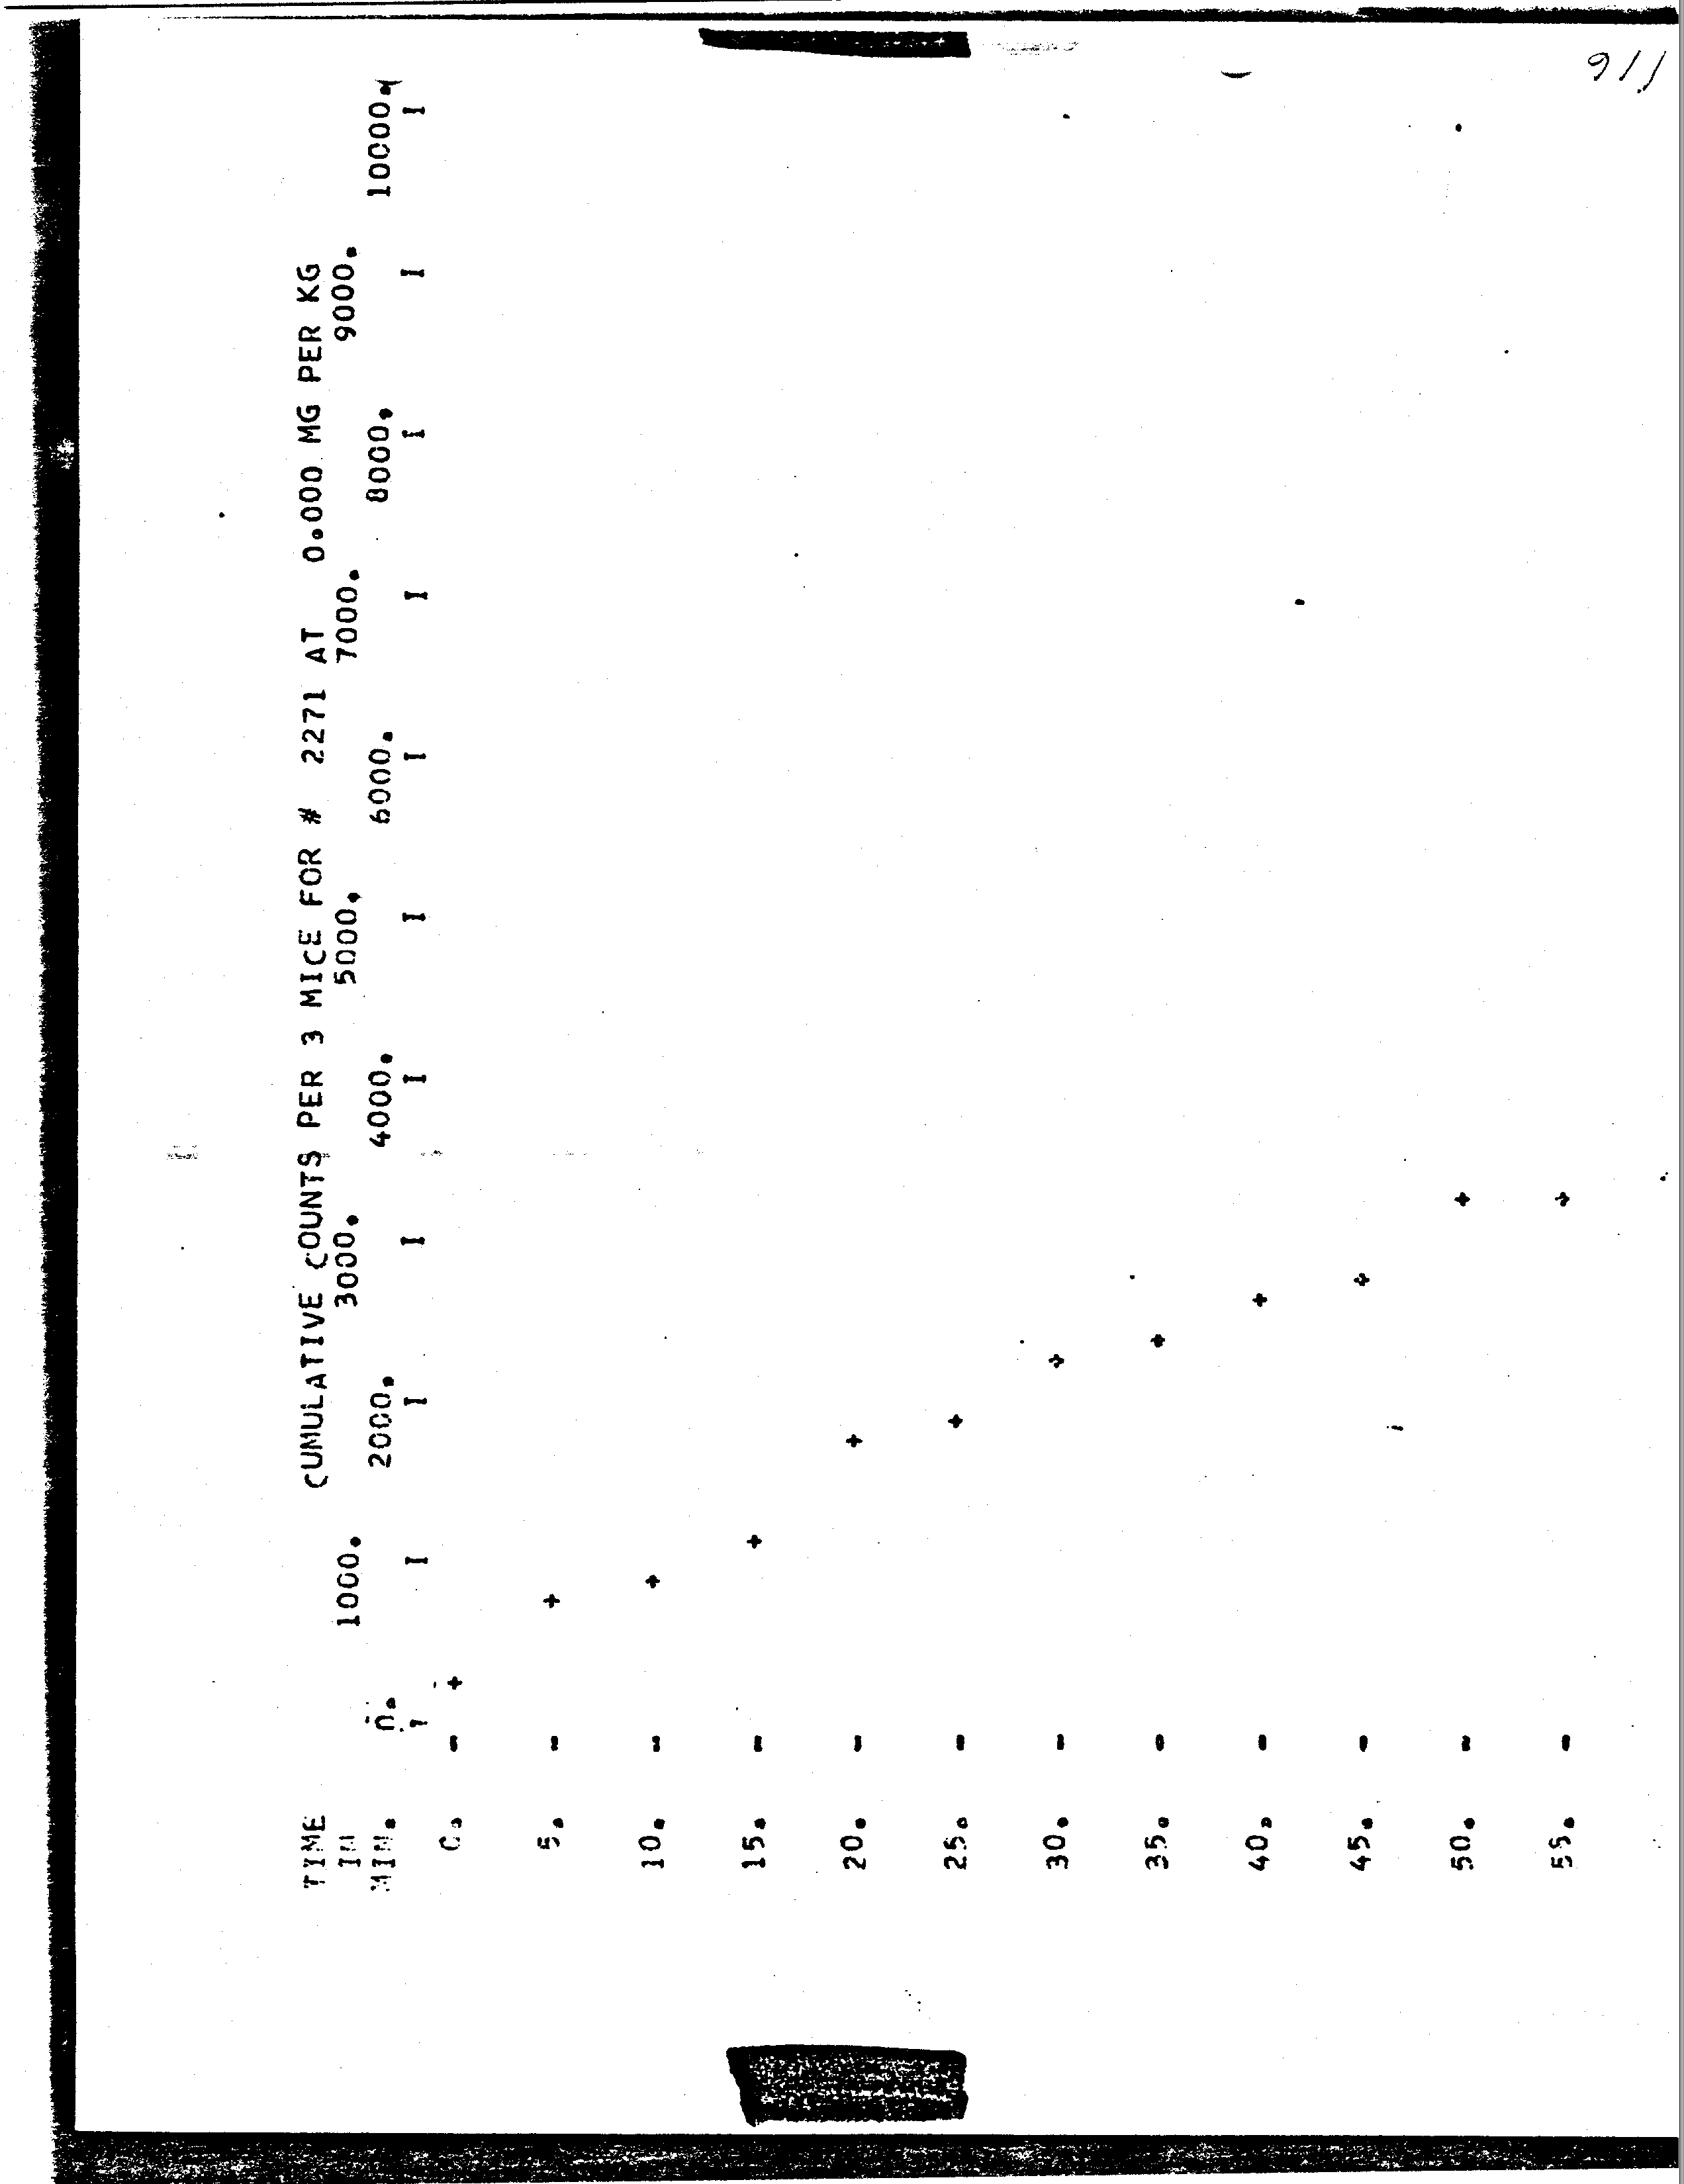 116
TIME CUMULATIVE COUNTS PER 3 MICE FOR # 2271 AT 0.000 MG PER KG
IN 1000. 3000. 5000. 7000. 9000.
MIN. 0. 2000. 4000. 6000. 8000. 10000.
I I I I I I I I I I
0. - +
5. - +
10. - +
15. - +
20. - +
25. - +
30. - +
35. - +
40. - +
45. - +
50. - +
55. - +